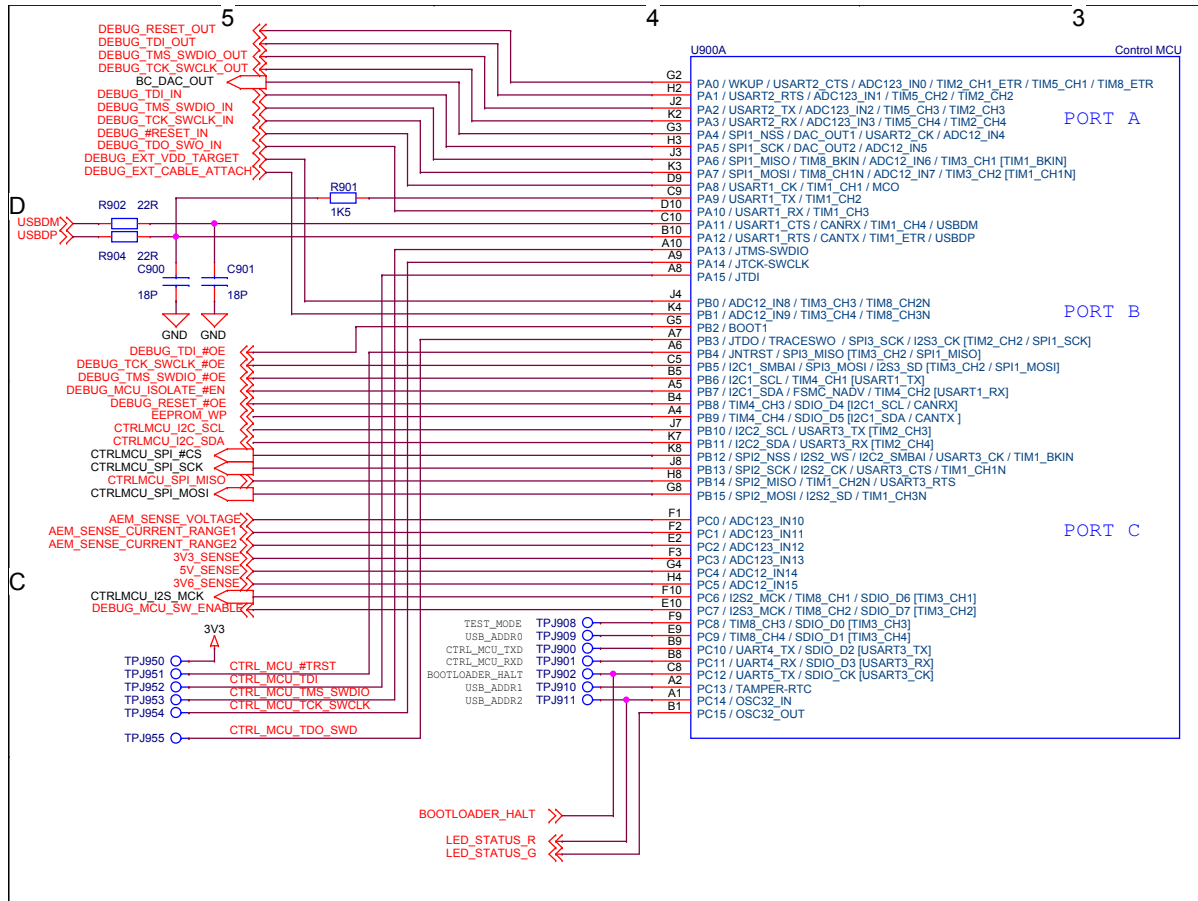 5
4
3
DEBUG_RESET_OUT
DEBUG_TDI_OUT
DEBUG_TMS_SWDIO_OUT
DEBUG_TCK_SWCLK_OUT
BC_DAC_OUT
DEBUG_TDI_IN
DEBUG_TMS_SWDIO_IN
DEBUG_TCK_SWCLK_IN
DEBUG_#RESET_IN
DEBUG_TDO_SWO_IN
DEBUG_EXT_VDD_TARGET
DEBUG_EXT_CABLE_ATTACH
R901
1K5
D
R902 22R
USBDM
USBDP
R904 22R
C900
C901
18P
18P
GND
GND
DEBUG_TDI_#OE
DEBUG_TCK_SWCLK_#OE
DEBUG_TMS_SWDIO_#OE
DEBUG_MCU_ISOLATE_#EN
DEBUG_RESET_#OE
EEPROM_WP
CTRLMCU_I2C_SCL
CTRLMCU_I2C_SDA
CTRLMCU_SPI_#CS
CTRLMCU_SPI_SCK
CTRLMCU_SPI_MISO
CTRLMCU_SPI_MOSI
AEM_SENSE_VOLTAGE
AEM_SENSE_CURRENT_RANGE1
AEM_SENSE_CURRENT_RANGE2
3V3_SENSE
5V_SENSE
3V6_SENSE
C
CTRLMCU_I2S_MCK
DEBUG_MCU_SW_ENABLE
3V3
TPJ950
TPJ951 CTRL_MCU_#TRST
TPJ952 CTRL_MCU_TDI
TPJ953 CTRL_MCU_TMS_SWDIO
TPJ954 CTRL_MCU_TCK_SWCLK
TPJ955 CTRL_MCU_TDO_SWD
TEST_MODE TPJ908
USB_ADDR0 TPJ909
CTRL_MCU_TXD TPJ900
CTRL_MCU_RXD TPJ901
BOOTLOADER_HALT TPJ902
USB_ADDR1 TPJ910
USB_ADDR2 TPJ911
BOOTLOADER_HALT
LED_STATUS_R
LED_STATUS_G
U900A Control MCU
G2 PA0 / WKUP / USART2_CTS / ADC123_IN0 / TIM2_CH1_ETR / TIM5_CH1 / TIM8_ETR
H2 PA1 / USART2_RTS / ADC123_IN1 / TIM5_CH2 / TIM2_CH2
J2 PA2 / USART2_TX / ADC123_IN2 / TIM5_CH3 / TIM2_CH3
K2 PA3 / USART2_RX / ADC123_IN3 / TIM5_CH4 / TIM2_CH4
PORT A
G3 PA4 / SPI1_NSS / DAC_OUT1 / USART2_CK / ADC12_IN4
H3 PA5 / SPI1_SCK / DAC_OUT2 / ADC12_IN5
J3 PA6 / SPI1_MISO / TIM8_BKIN / ADC12_IN6 / TIM3_CH1 [TIM1_BKIN]
K3 PA7 / SPI1_MOSI / TIM8_CH1N / ADC12_IN7 / TIM3_CH2 [TIM1_CH1N]
D9 PA8 / USART1_CK / TIM1_CH1 / MCO
C9 PA9 / USART1_TX / TIM1_CH2
D10 PA10 / USART1_RX / TIM1_CH3
C10 PA11 / USART1_CTS / CANRX / TIM1_CH4 / USBDM
B10 PA12 / USART1_RTS / CANTX / TIM1_ETR / USBDP
A10 PA13 / JTMS-SWDIO
A9 PA14 / JTCK-SWCLK
A8 PA15 / JTDI
J4 PB0 / ADC12_IN8 / TIM3_CH3 / TIM8_CH2N
K4 PB1 / ADC12_IN9 / TIM3_CH4 / TIM8_CH3N
PORT B
G5 PB2 / BOOT1
A7 PB3 / JTDO / TRACESWO / SPI3_SCK / I2S3_CK [TIM2_CH2 / SPI1_SCK]
A6 PB4 / JNTRST / SPI3_MISO [TIM3_CH2 / SPI1_MISO]
C5 PB5 / I2C1_SMBAI / SPI3_MOSI / I2S3_SD [TIM3_CH2 / SPI1_MOSI]
B5 PB6 / I2C1_SCL / TIM4_CH1 [USART1_TX]
A5 PB7 / I2C1_SDA / FSMC_NADV / TIM4_CH2 [USART1_RX]
B4 PB8 / TIM4_CH3 / SDIO_D4 [I2C1_SCL / CANRX]
A4 PB9 / TIM4_CH4 / SDIO_D5 [I2C1_SDA / CANTX ]
J7 PB10 / I2C2_SCL / USART3_TX [TIM2_CH3]
K7 PB11 / I2C2_SDA / USART3_RX [TIM2_CH4]
K8 PB12 / SPI2_NSS / I2S2_WS / I2C2_SMBAI / USART3_CK / TIM1_BKIN
J8 PB13 / SPI2_SCK / I2S2_CK / USART3_CTS / TIM1_CH1N
H8 PB14 / SPI2_MISO / TIM1_CH2N / USART3_RTS
G8 PB15 / SPI2_MOSI / I2S2_SD / TIM1_CH3N
F1 PC0 / ADC123_IN10
F2 PC1 / ADC123_IN11
PORT C
E2 PC2 / ADC123_IN12
F3 PC3 / ADC123_IN13
G4 PC4 / ADC12_IN14
H4 PC5 / ADC12_IN15
F10 PC6 / I2S2_MCK / TIM8_CH1 / SDIO_D6 [TIM3_CH1]
E10 PC7 / I2S3_MCK / TIM8_CH2 / SDIO_D7 [TIM3_CH2]
F9 PC8 / TIM8_CH3 / SDIO_D0 [TIM3_CH3]
E9 PC9 / TIM8_CH4 / SDIO_D1 [TIM3_CH4]
B9 PC10 / UART4_TX / SDIO_D2 [USART3_TX]
B8 PC11 / UART4_RX / SDIO_D3 [USART3_RX]
C8 PC12 / UART5_TX / SDIO_CK [USART3_CK]
A2 PC13 / TAMPER-RTC
A1 PC14 / OSC32_IN
B1 PC15 / OSC32_OUT